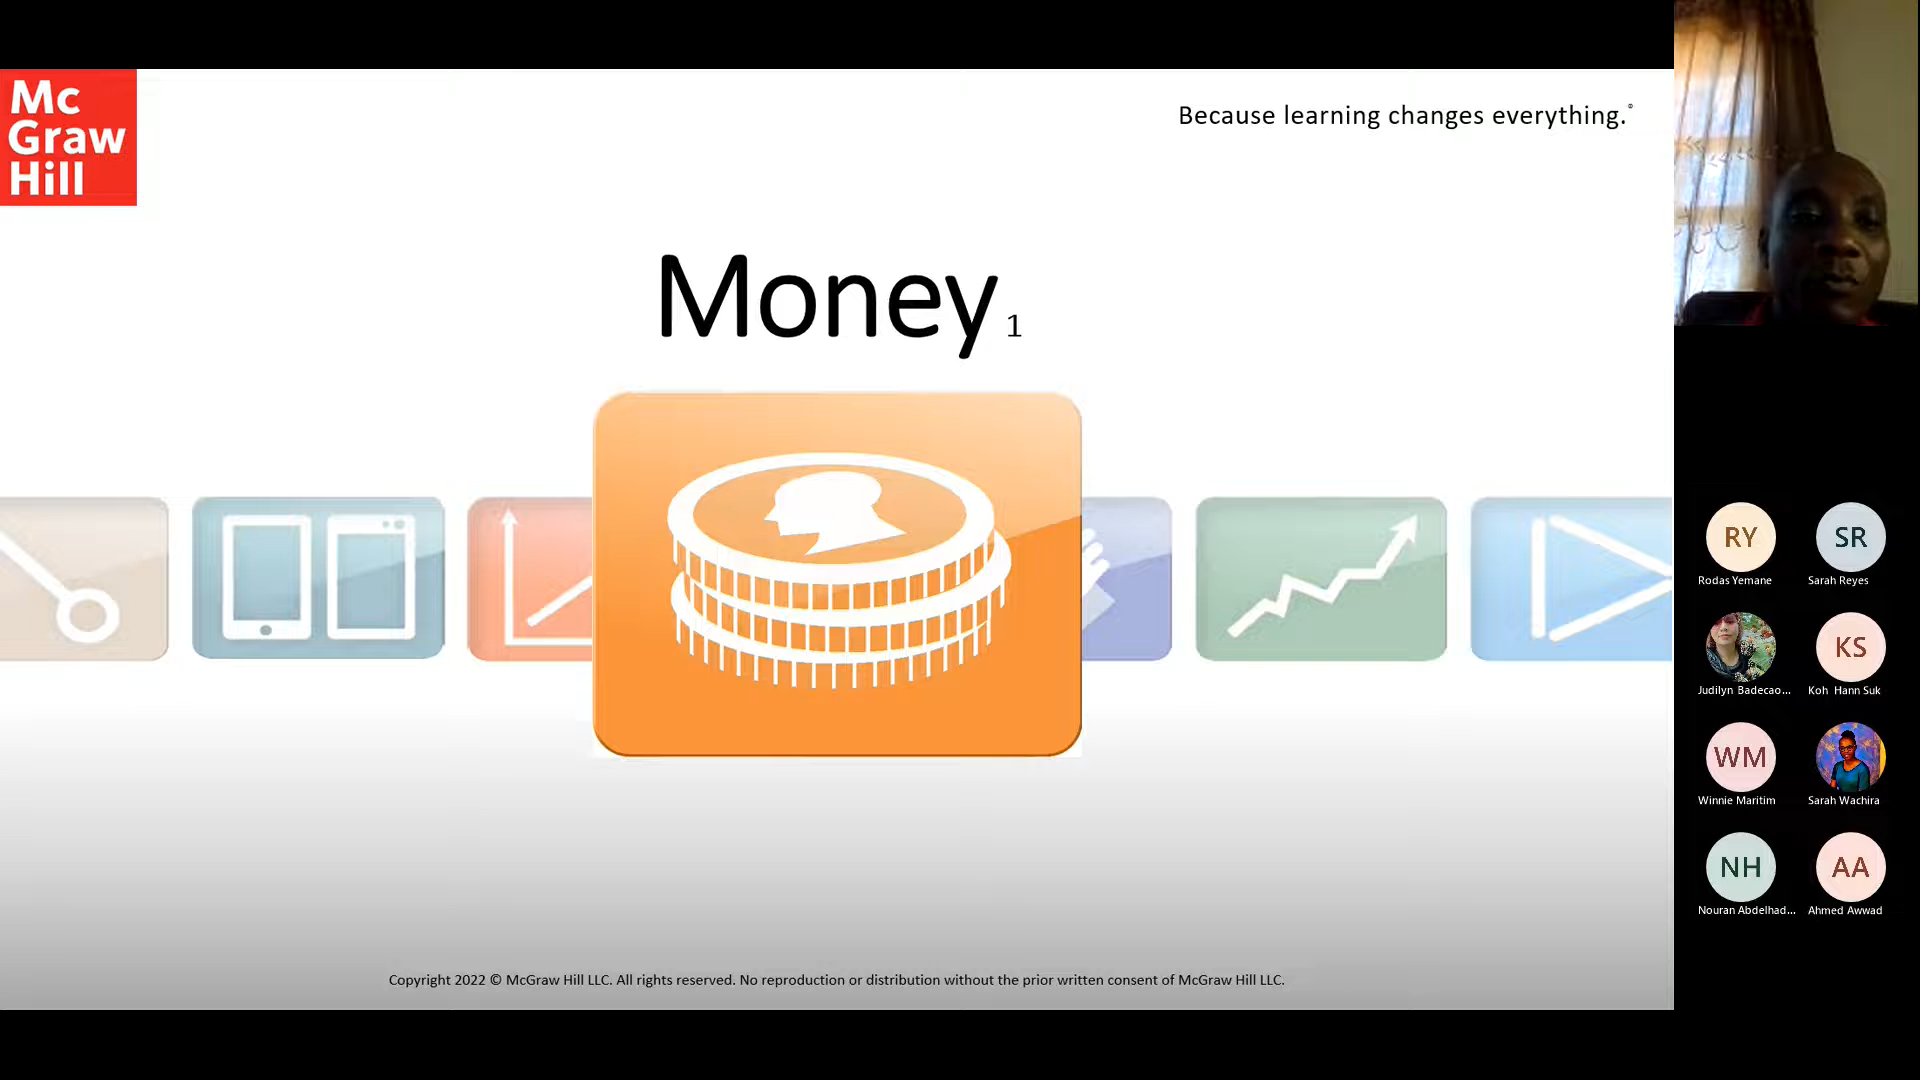 Mc
Graw
Hill
Because learning changes everything.®
Money 1
Copyright 2022 © McGraw Hill LLC. All rights reserved. No reproduction or distribution without the prior written consent of McGraw Hill LLC.
RY
SR
Rodas Yemane
Sarah Reyes
Judilyn Badecao...
KS
Koh Hann Suk
WM
Winnie Maritim
Sarah Wachira
NH
AA
Nouran Abdelhad...
Ahmed Awwad